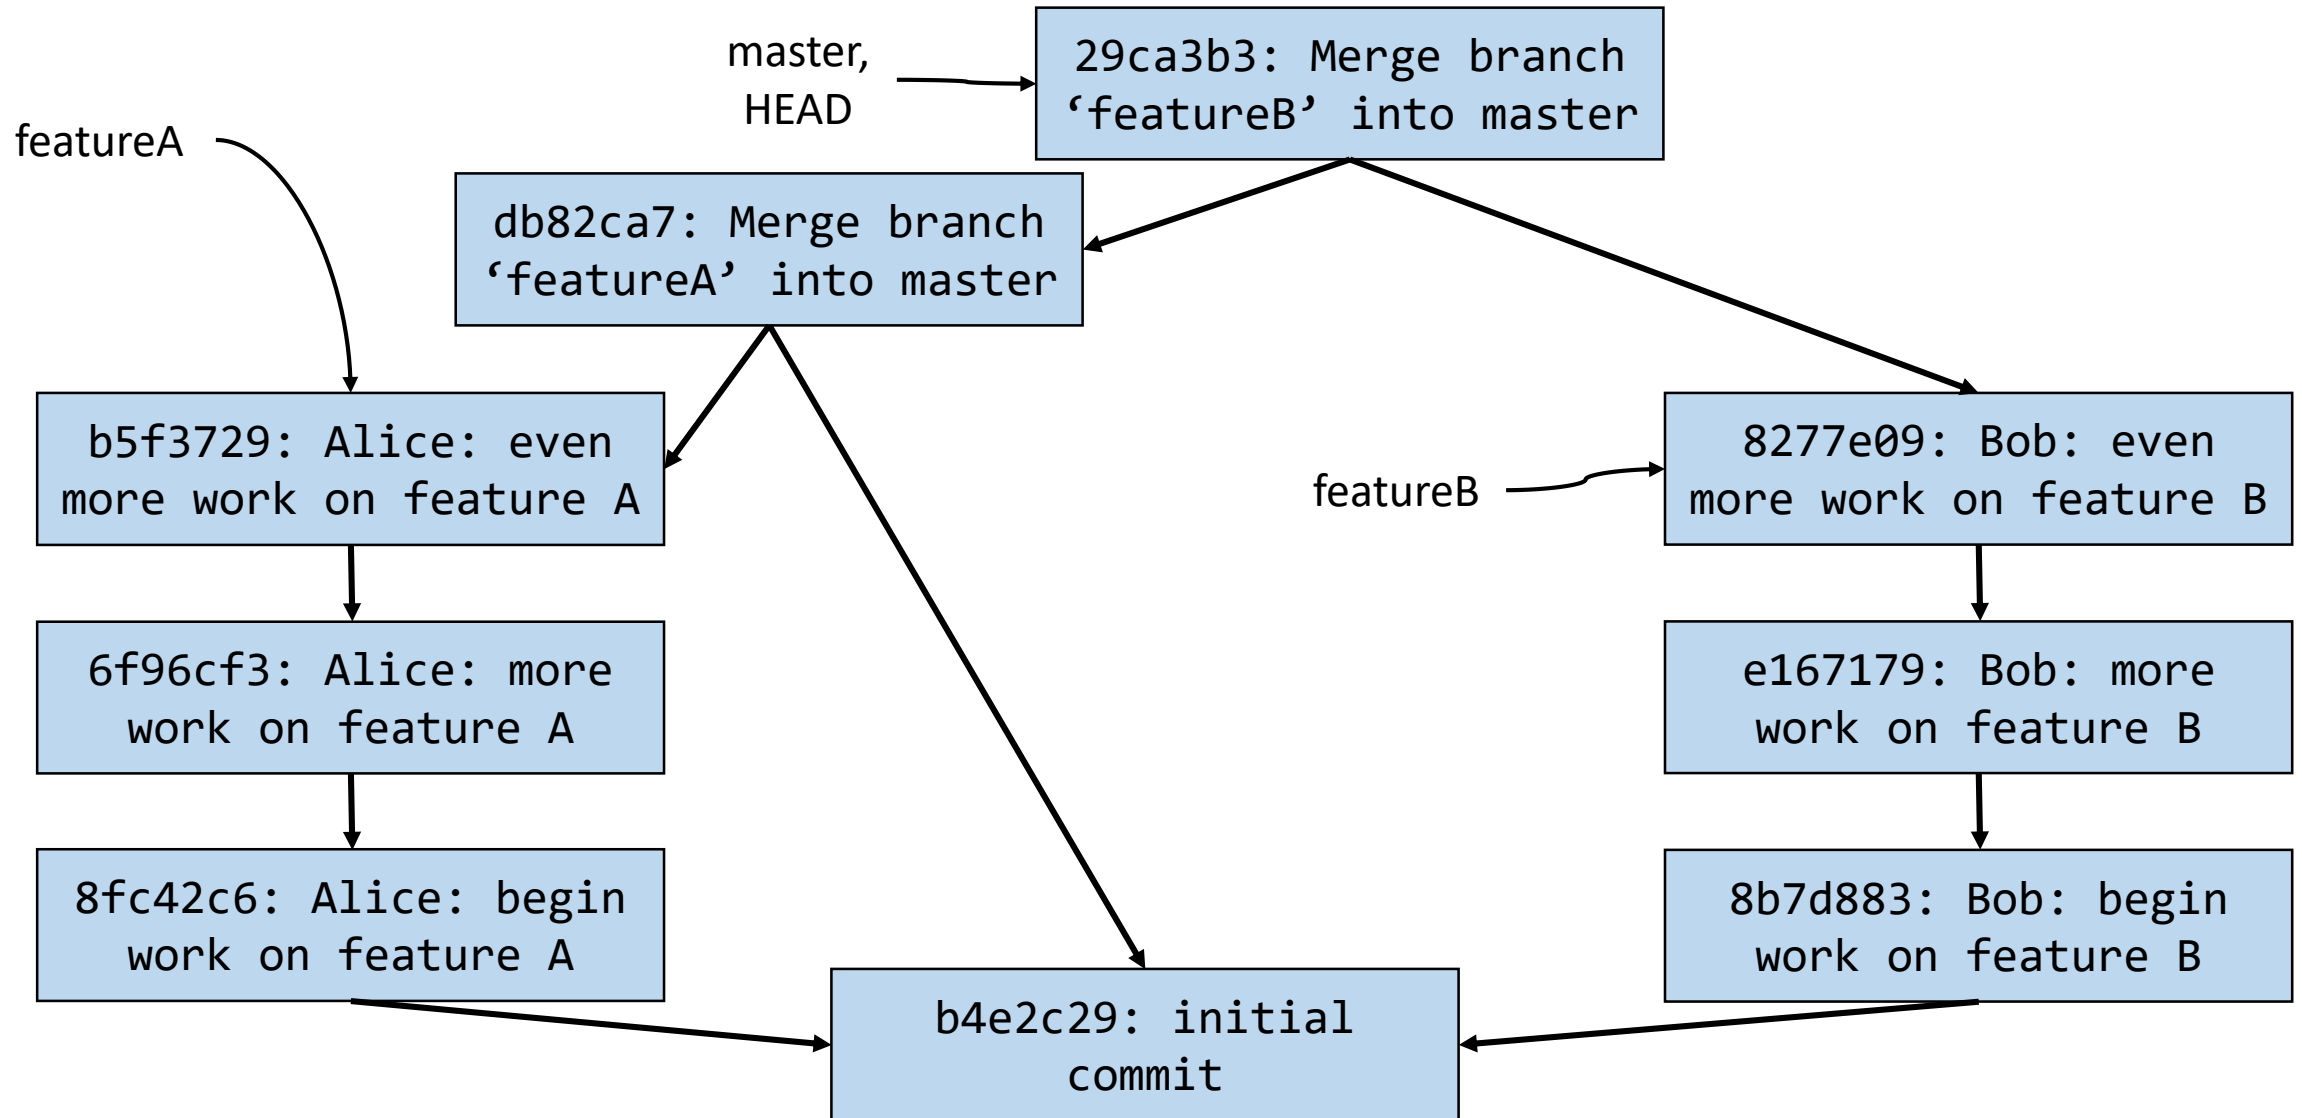 master,
HEAD
29ca3b3: Merge branch
‘featureB’ into master
featureA
db82ca7: Merge branch
‘featureA’ into master
b5f3729: Alice: even
more work on feature A
featureB
8277e09: Bob: even
more work on feature B
6f96cf3: Alice: more
work on feature A
e167179: Bob: more
work on feature B
8fc42c6: Alice: begin
work on feature A
8b7d883: Bob: begin
work on feature B
b4e2c29: initial
commit